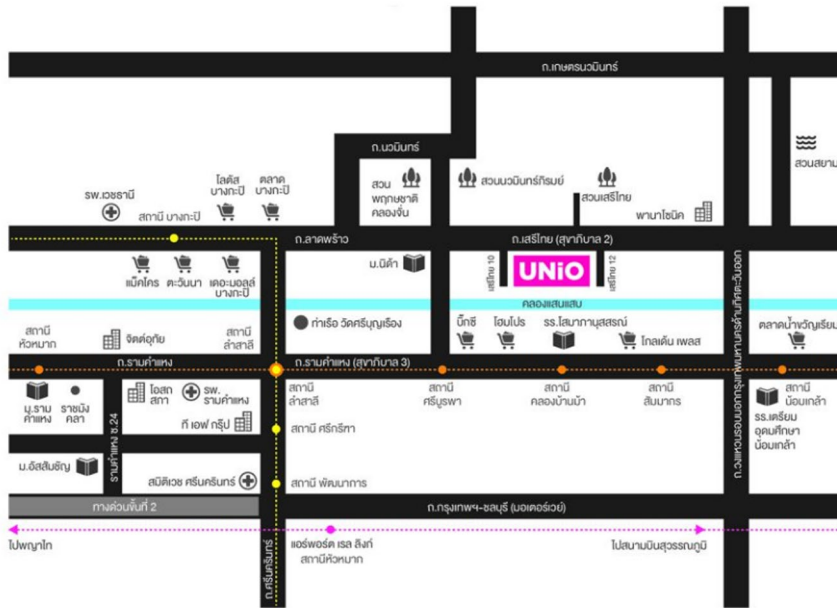 ถ.เกษตรนวมินทร์
ถ.นวมินทร์
สวนสยาม
โลตัส
บางกะปิ
ตลาด
บางกะปิ
สวน
พฤกษชาติ
คลองจั่น
สวนนวมินทร์ภิรมย์
สวนเสรีไทย
พานาโซนิค
รพ.เวชธานี
สถานี บางกะปิ
ถ.ลาดพร้าว
ถ.เสรีไทย (สุขาภิบาล 2)
แม็คโคร
ตะวันนา
เดอะมอลล์
บางกะปิ
ม.นิด้า
เสรีไทย 10
UNiO
เสรีไทย 12
คลองแสนแสบ
สถานี
หัวหมาก
จิตต์อุทัย
สถานี
ลำสาลี
ท่าเรือ วัดศรีบุญเรือง
บิ๊กซี
โฮมโปร
รร.โสมาภานุสสรณ์
โกลเด้น เพลส
ตลาดน้ำขวัญเรียม
ถ.รามคำแหง
ถ.รามคำแหง (สุขาภิบาล 3)
ม.ราม
คำแหง
ราชมัง
คลา
รามคำแหง ซ.24
โอสถ
สภา
รพ.
รามคำแหง
ที เอฟ กรุ๊ป
สถานี
ลำสาลี
สถานี
ศรีบูรพา
สถานี
คลองบ้านม้า
สถานี
สัมมากร
สถานี
น้อมเกล้า
รร.เตรียม
อุดมศึกษา
น้อมเกล้า
สถานี ศรีกรีฑา
ม.อัสสัมชัญ
สมิติเวช ศรีนครินทร์
สถานี พัฒนาการ
ทางด่วนขั้นที่ 2
ถ.กรุงเทพฯ-ชลบุรี (มอเตอร์เวย์)
ถ.วงแหวนรอบนอกกรุงเทพมหานครด้านทิศตะวันออก
ไปพญาไท
ถ.ศรีนครินทร์
แอร์พอร์ต เรล ลิงก์
สถานีหัวหมาก
ไปสนามบินสุวรรณภูมิ